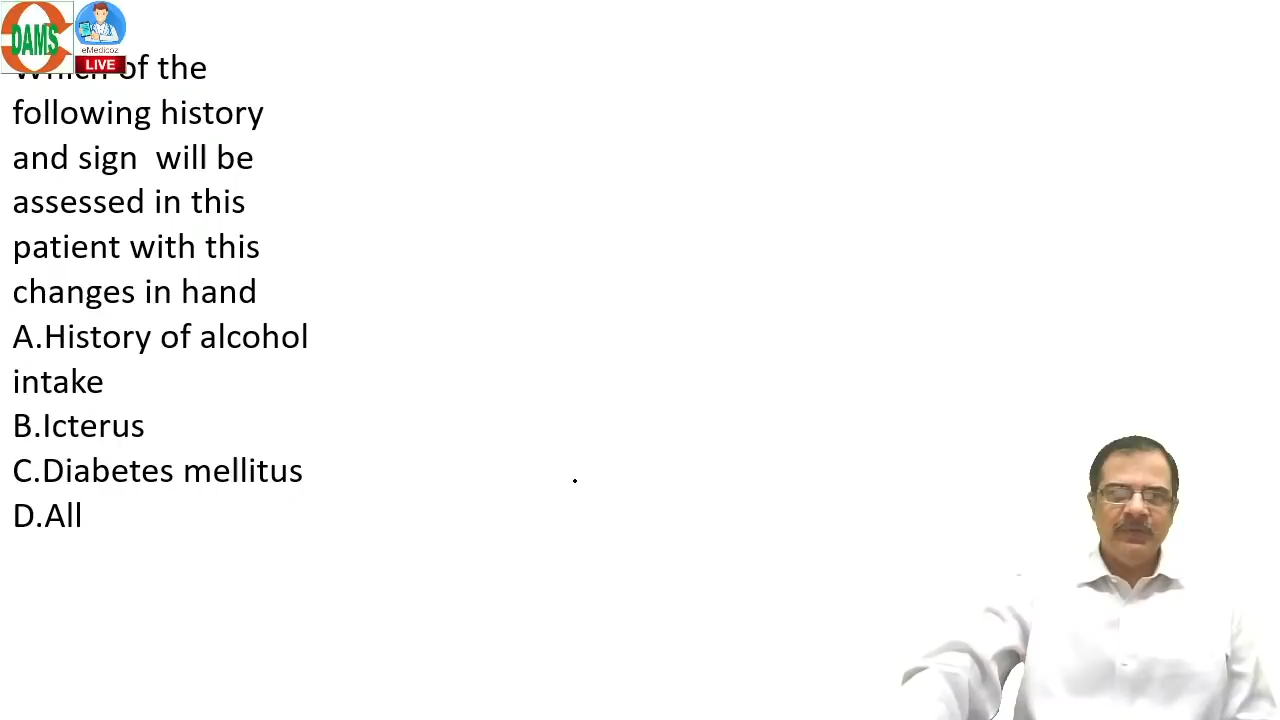 DAMS
eMedicoz
LIVE
Which of the
following history
and sign will be
assessed in this
patient with this
changes in hand
A.History of alcohol
intake
B.Icterus
C.Diabetes mellitus
D.All